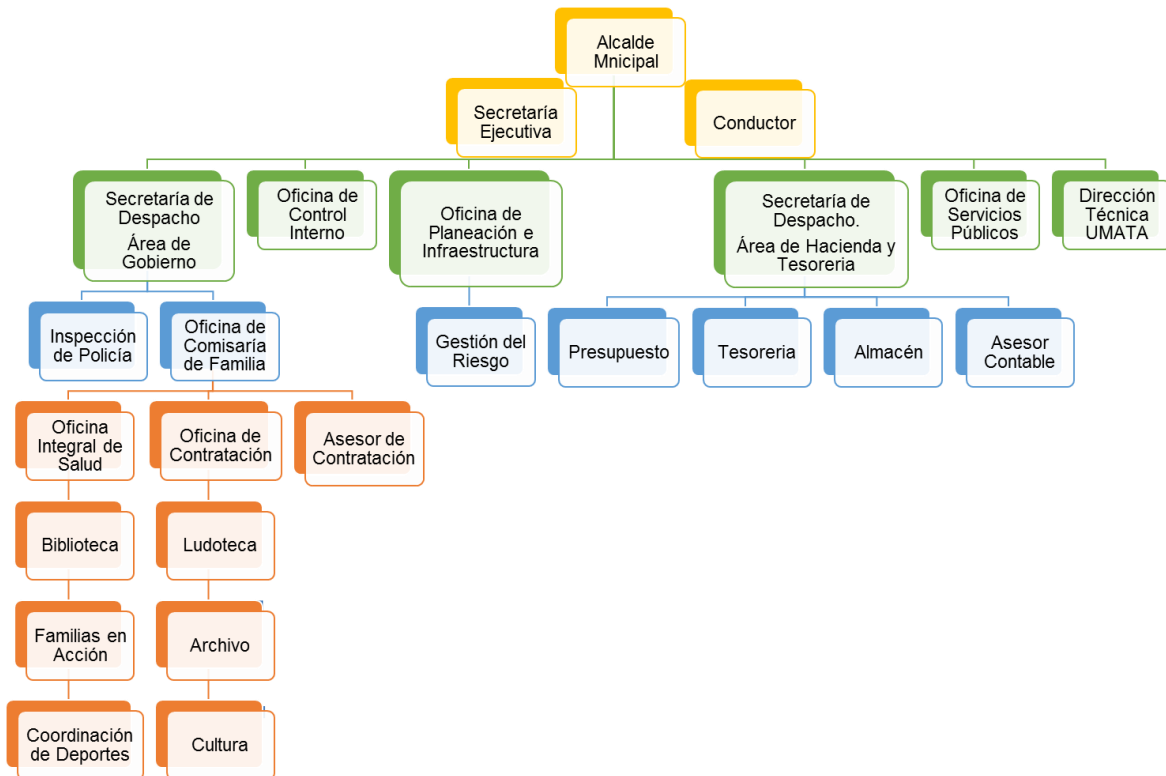 Alcalde
Mnicipal
Secretaría
Ejecutiva
Conductor
Secretaría de
Despacho
Área de
Gobierno
Oficina de
Control
Interno
Oficina de
Planeación e
Infraestructura
Secretaría de
Despacho.
Área de Hacienda y
Tesoreria
Oficina de
Servicios
Públicos
Dirección
Técnica
UMATA
Inspección
de Policía
Oficina de
Comisaría
de Familia
Gestión del
Riesgo
Presupuesto
Tesoreria
Almacén
Asesor
Contable
Oficina
Integral de
Salud
Oficina de
Contratación
Asesor de
Contratación
Biblioteca
Ludoteca
Familias en
Acción
Archivo
Coordinación
de Deportes
Cultura